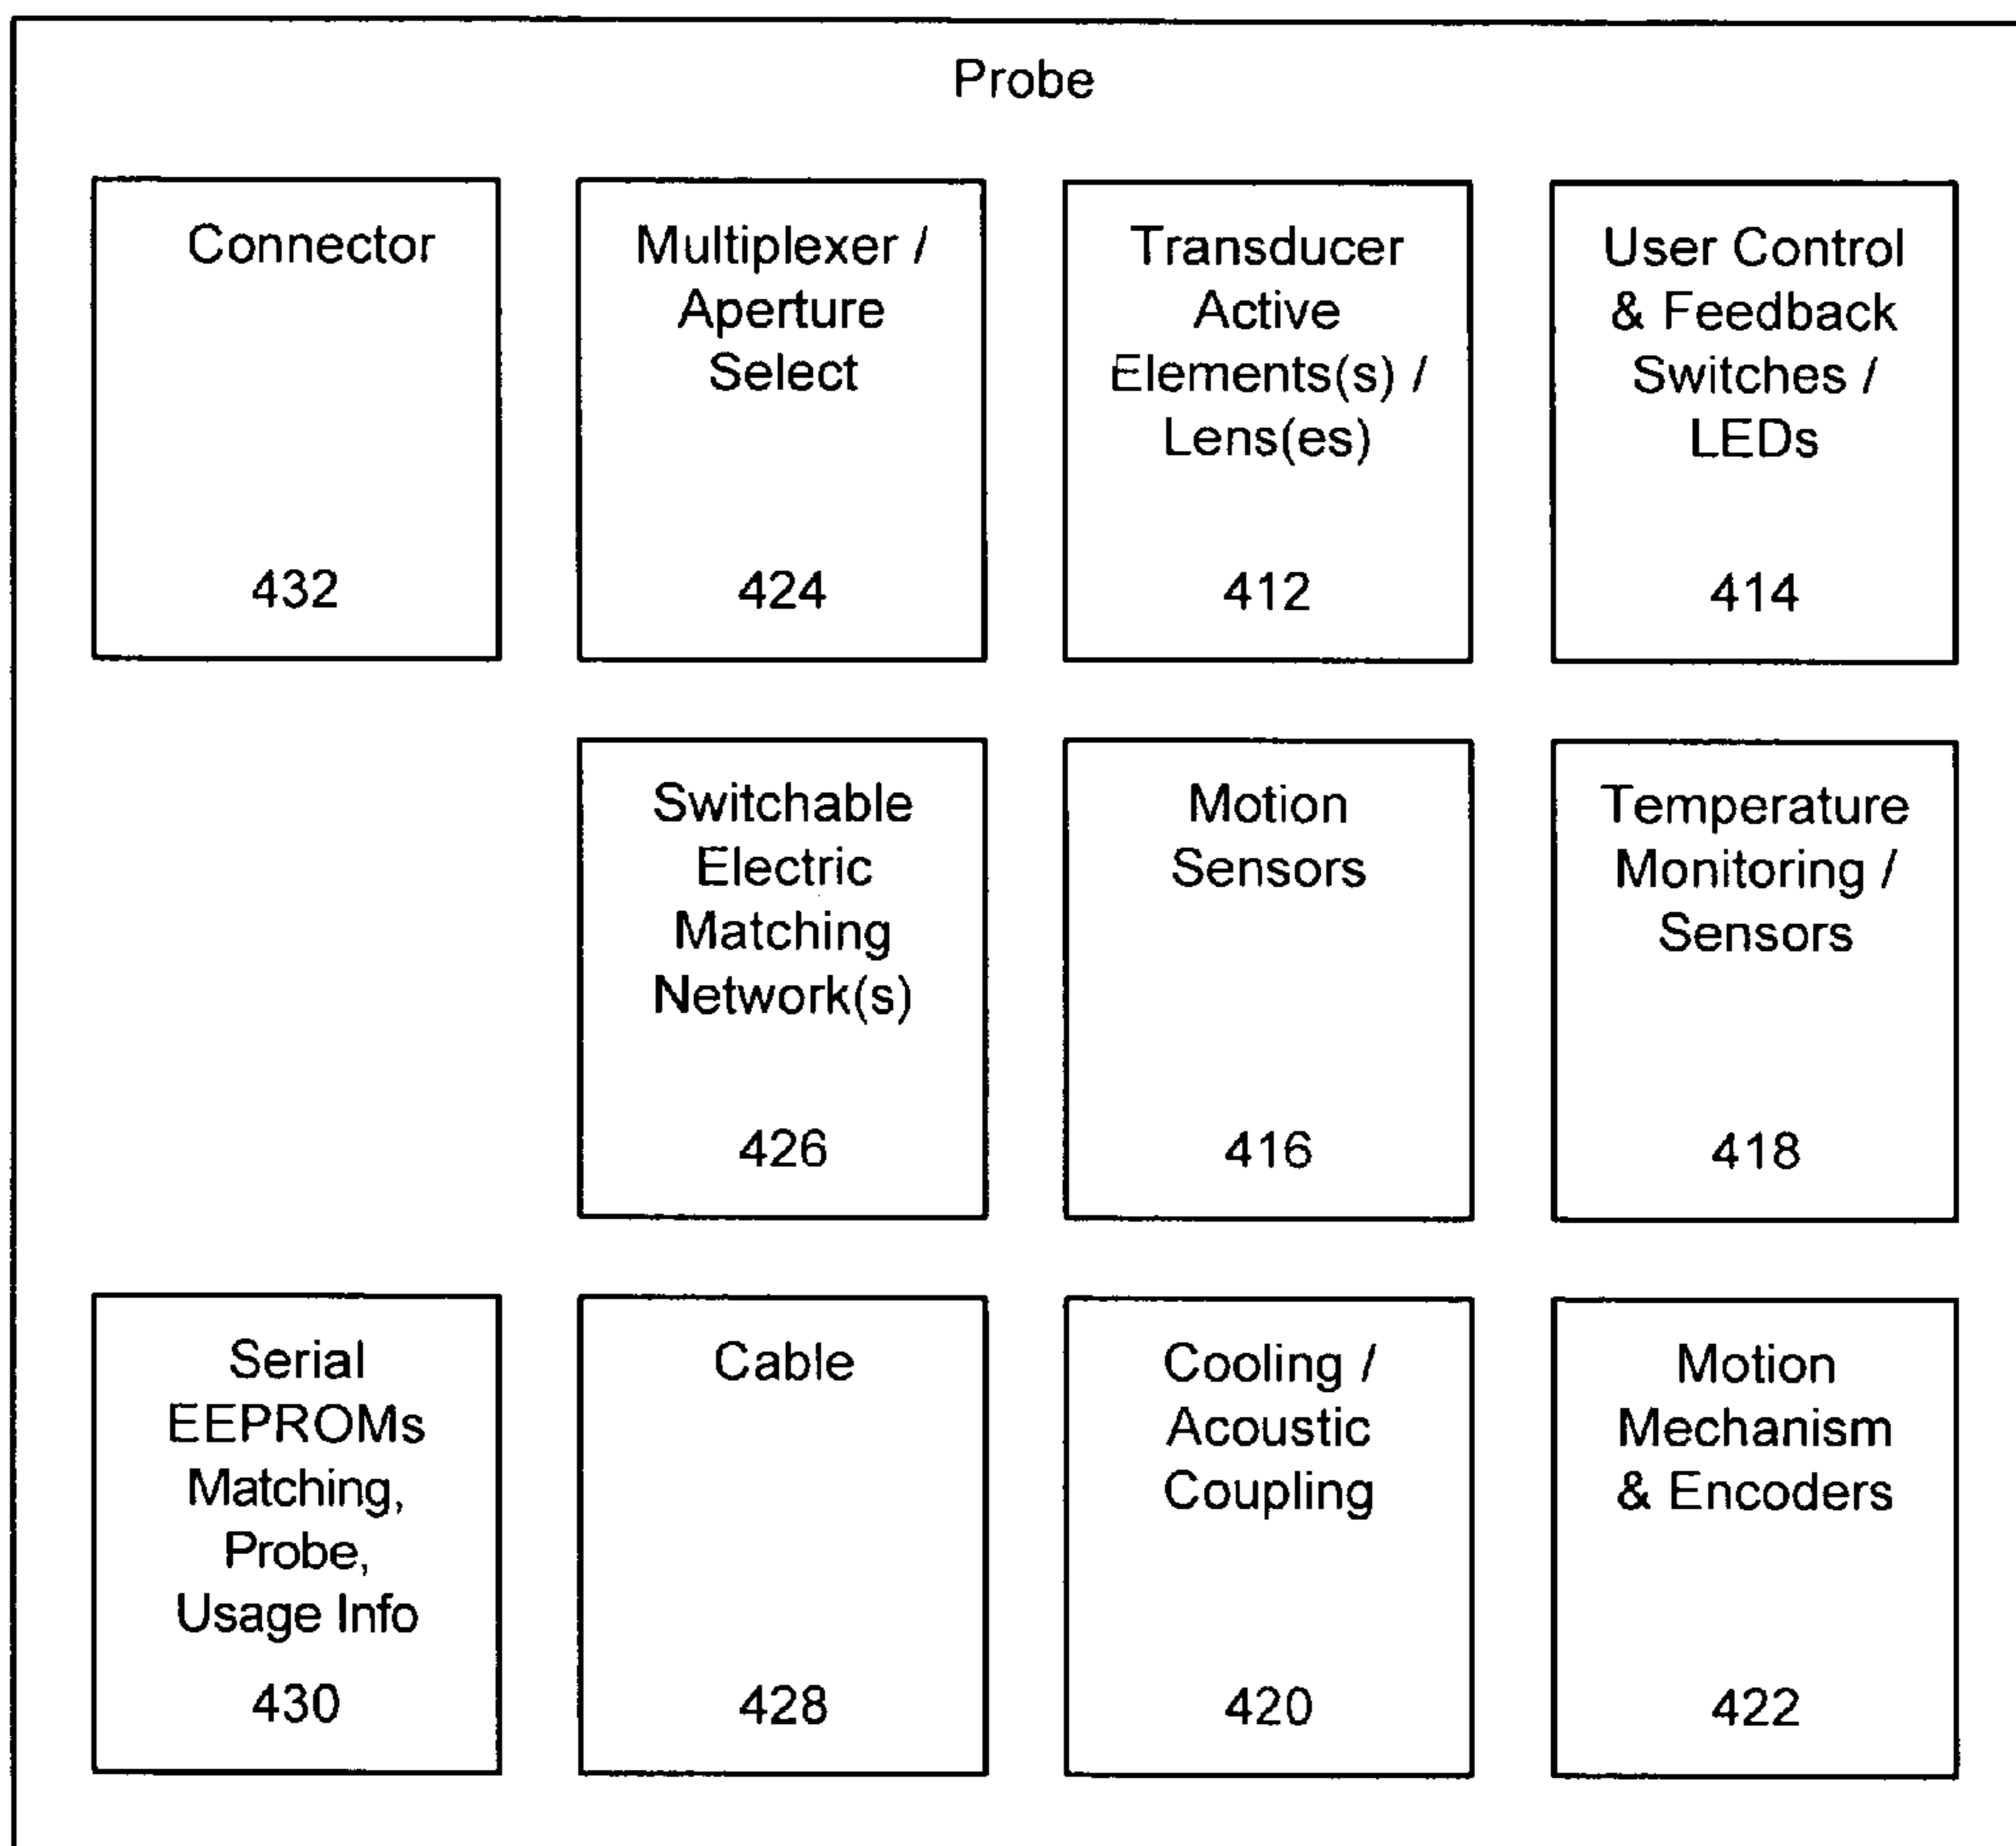 Probe
Connector
432
Multiplexer /
Aperture
Select
424
Transducer
Active
Elements(s) /
Lens(es)
412
User Control
& Feedback
Switches /
LEDs
414
Switchable
Electric
Matching
Network(s)
426
Motion
Sensors
416
Temperature
Monitoring /
Sensors
418
Serial
EEPROMs
Matching,
Probe,
Usage Info
430
Cable
428
Cooling /
Acoustic
Coupling
420
Motion
Mechanism
& Encoders
422